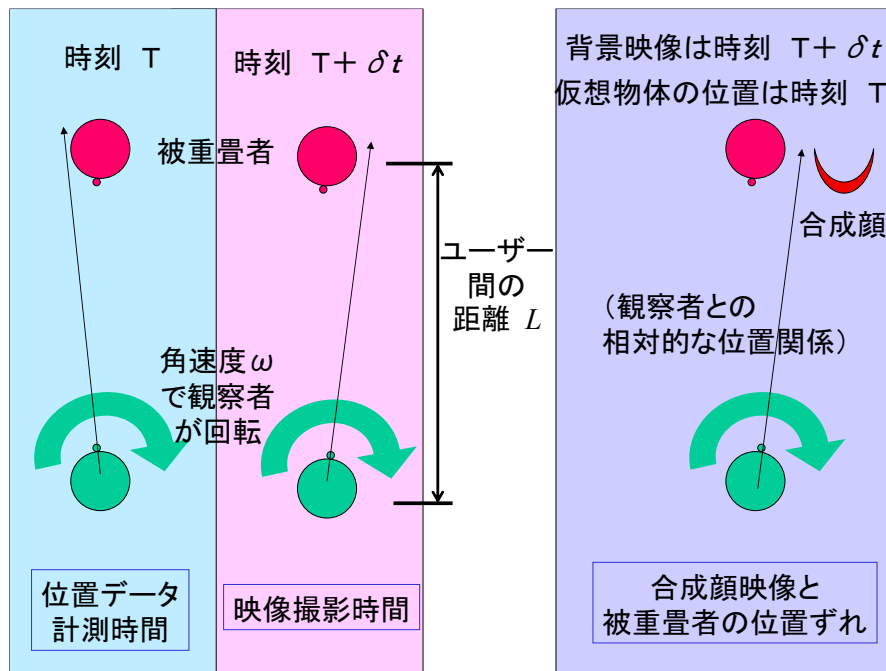 時刻 T
時刻 T+δt
被重畳者
ユーザー
間の
距離 L
角速度ω
で観察者
が回転
位置データ
計測時間
映像撮影時間
背景映像は時刻 T+δt
仮想物体の位置は時刻 T
合成顔
（観察者との
相対的な位置関係）
合成顔映像と
被重畳者の位置ずれ